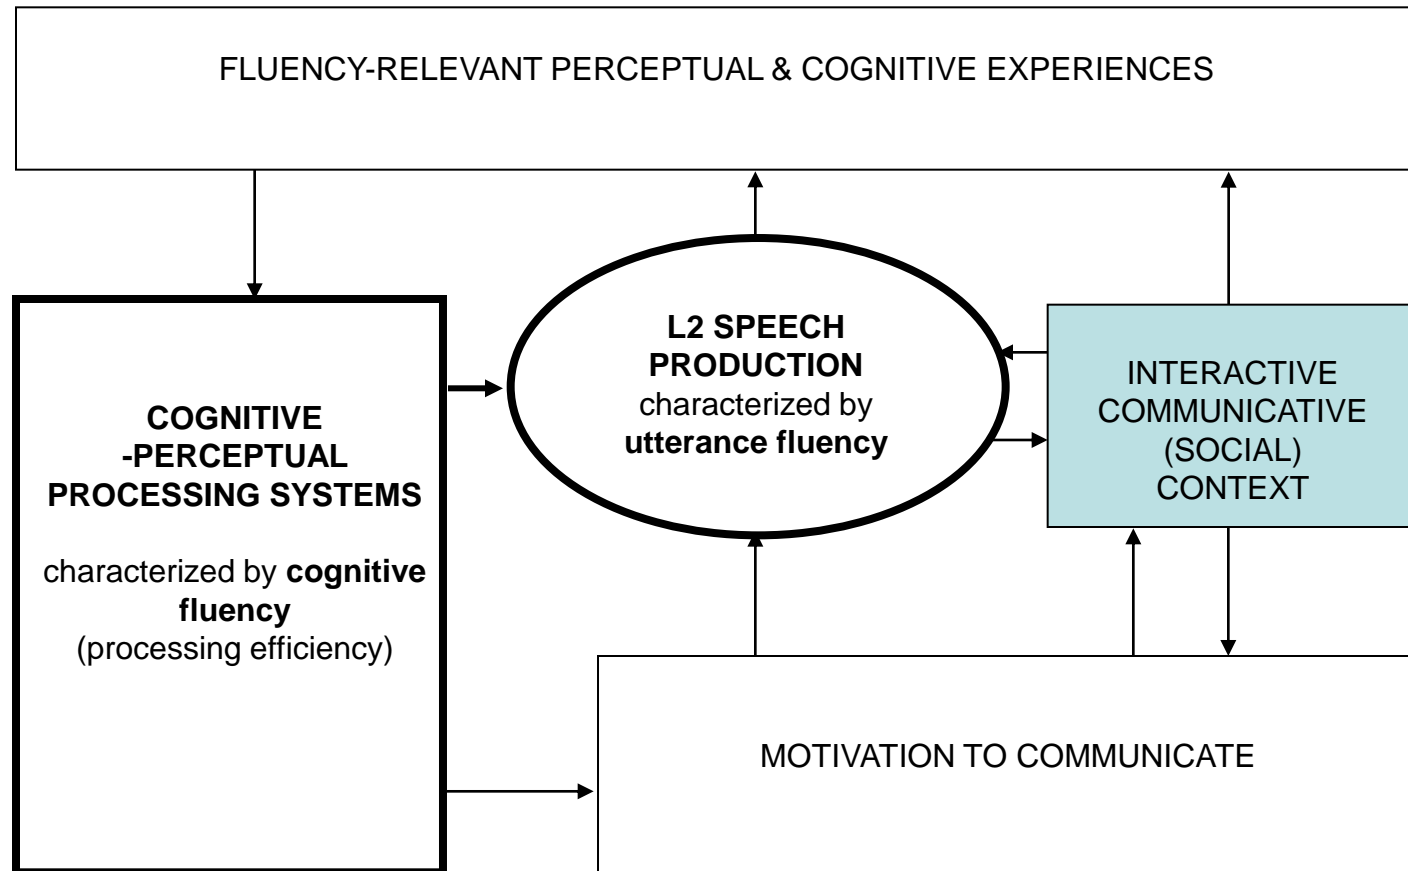 FLUENCY-RELEVANT PERCEPTUAL & COGNITIVE EXPERIENCES
COGNITIVE
-PERCEPTUAL
PROCESSING SYSTEMS
characterized by cognitive
fluency
(processing efficiency)
L2 SPEECH
PRODUCTION
characterized by
utterance fluency
INTERACTIVE
COMMUNICATIVE
(SOCIAL)
CONTEXT
MOTIVATION TO COMMUNICATE